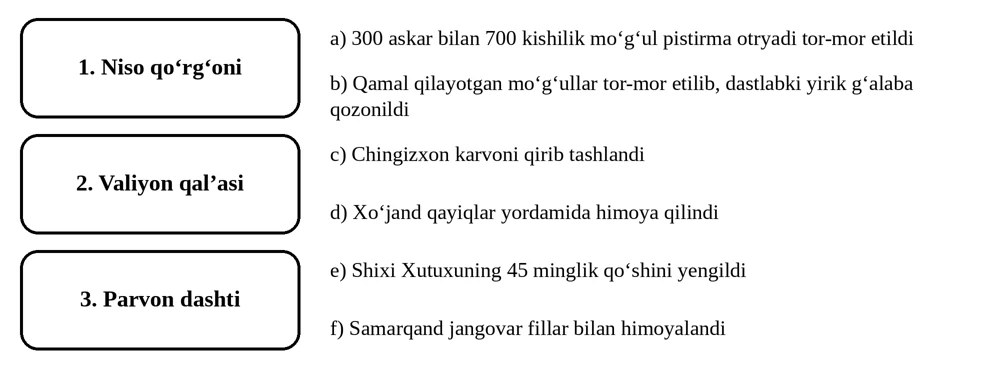 1. Niso qo‘rg‘oni
2. Valiyon qal’asi
3. Parvon dashti
a) 300 askar bilan 700 kishilik mo‘g‘ul pistirma otryadi tor-mor etildi
b) Qamal qilayotgan mo‘g‘ullar tor-mor etilib, dastlabki yirik g‘alaba
qozonildi
c) Chingizxon karvoni qirib tashlandi
d) Xo‘jand qayiqlar yordamida himoya qilindi
e) Shixi Xutuxuning 45 minglik qo‘shini yengildi
f) Samarqand jangovar fillar bilan himoyalandi